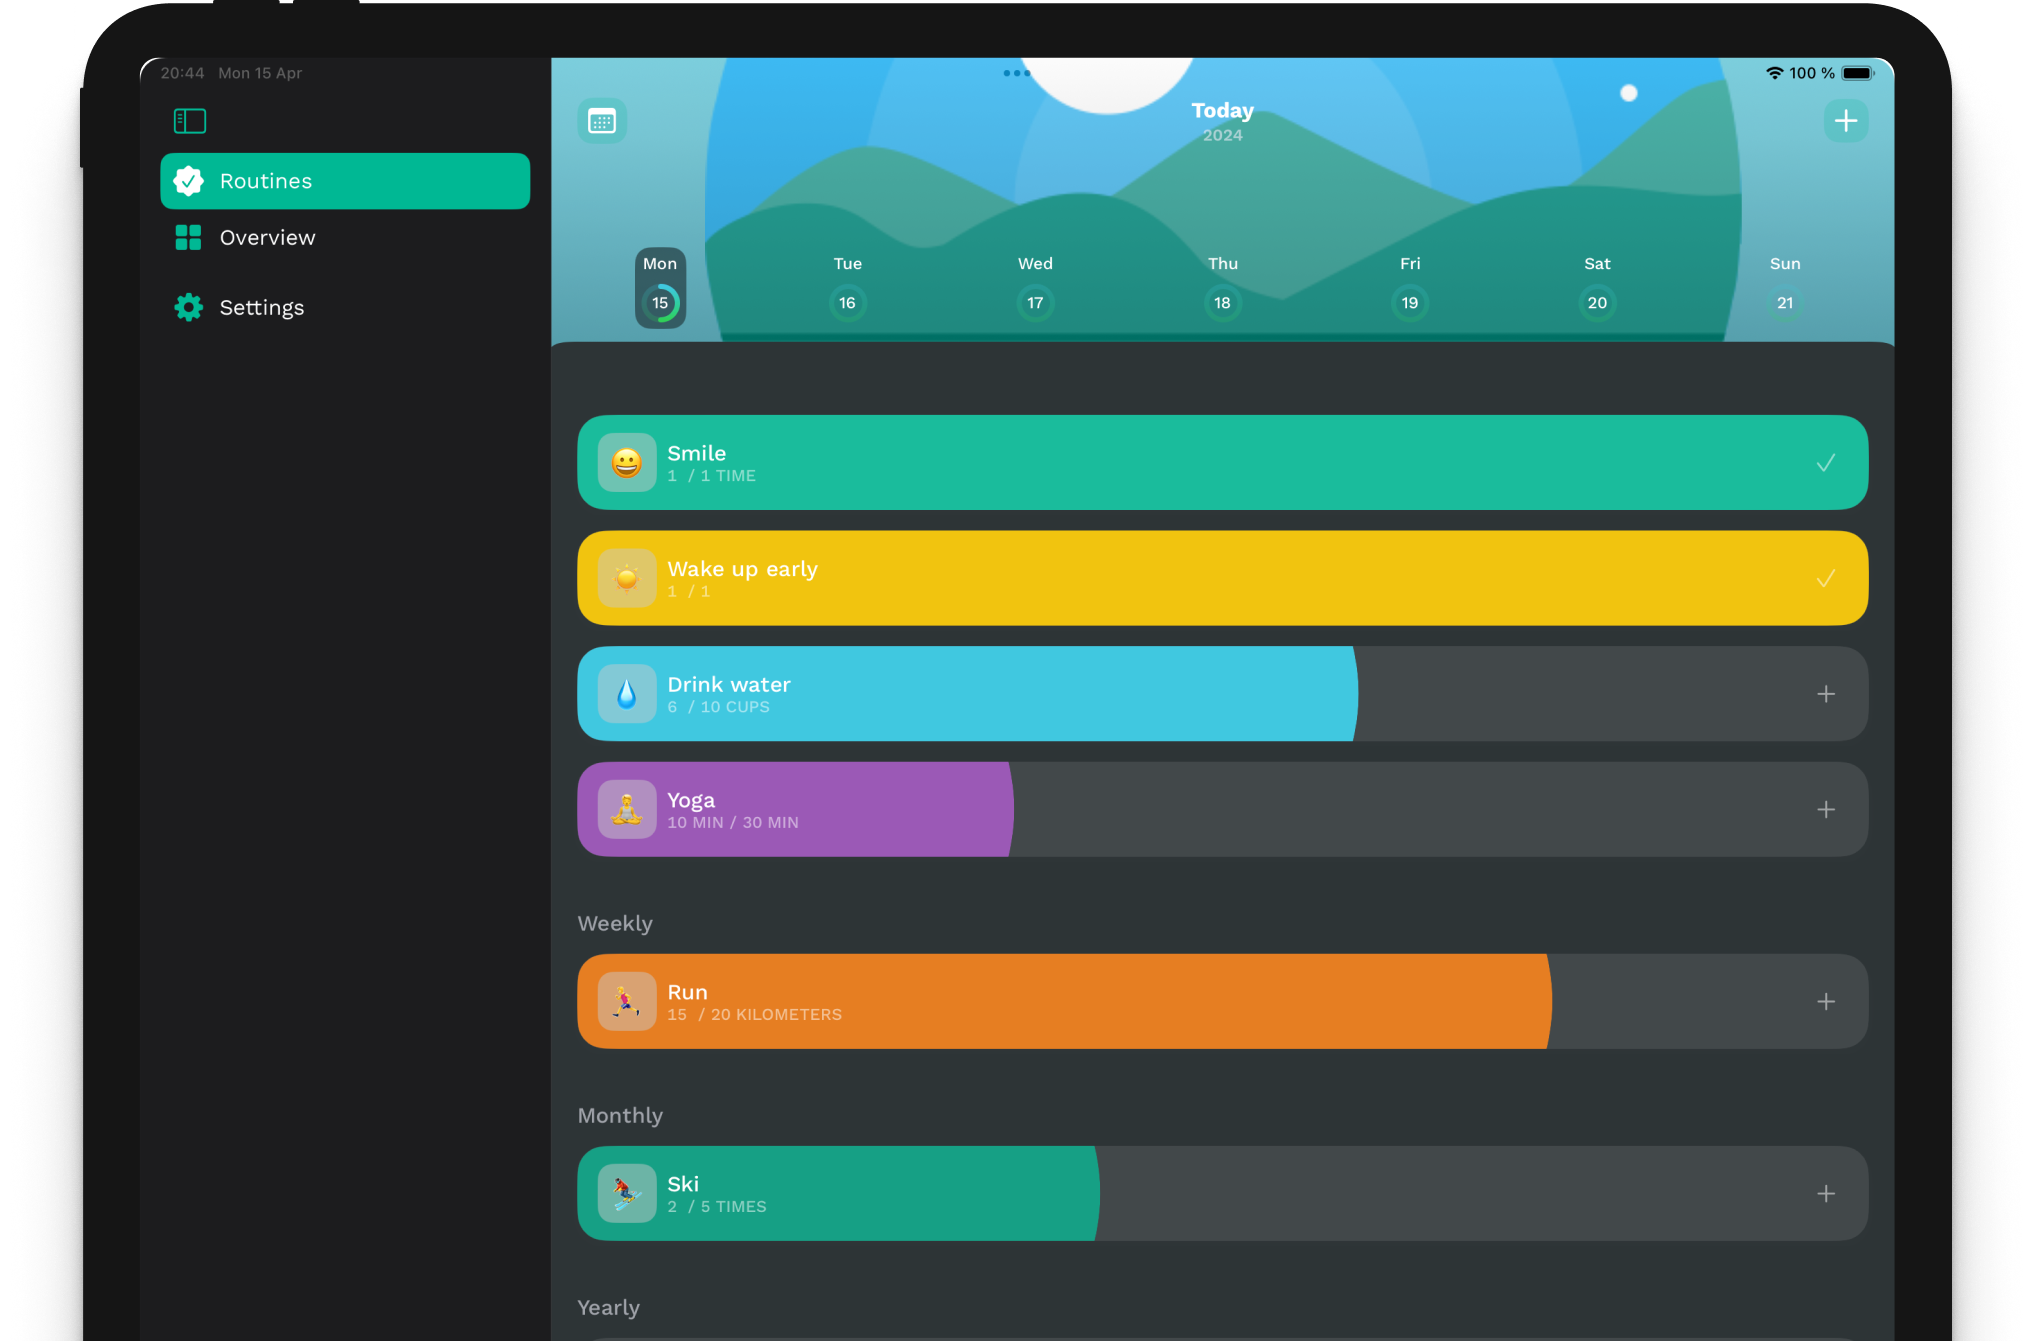 20:44 Mon 15 Apr
100 %
Routines
Overview
Settings
Today
2024
Mon Tue Wed Thu Fri Sat Sun
15 16 17 18 19 20 21
Smile
1 / 1 TIME
Wake up early
1 / 1
Drink water
6 / 10 CUPS
Yoga
10 MIN / 30 MIN
Weekly
Run
15 / 20 KILOMETERS
Monthly
Ski
2 / 5 TIMES
Yearly